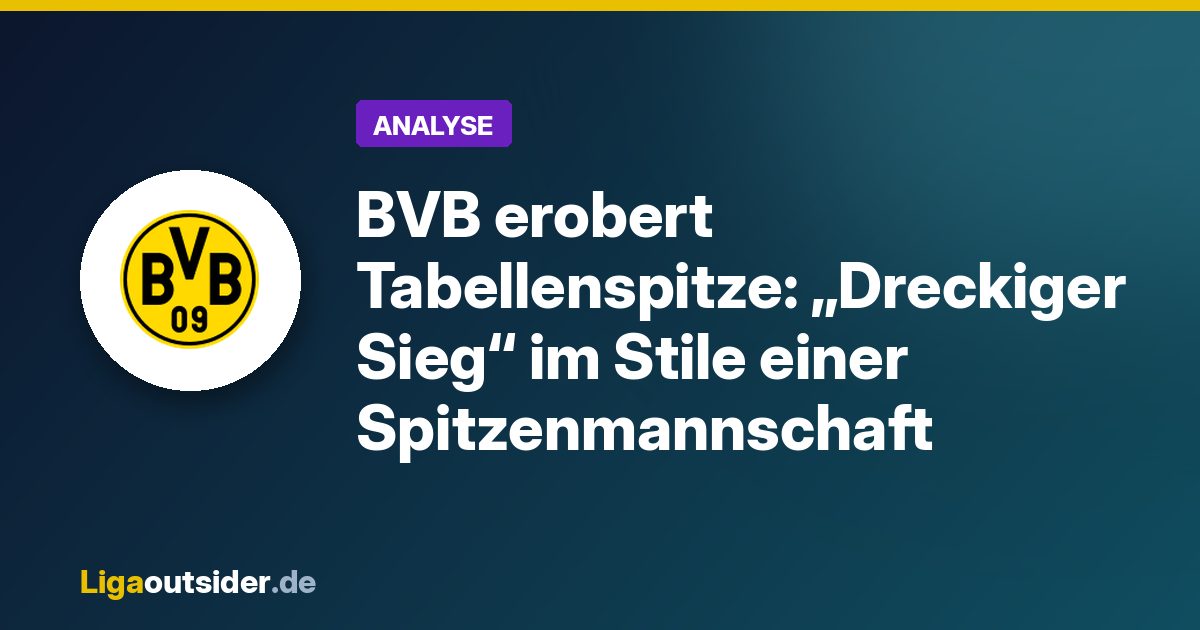 ANALYSE
BVB erobert
Tabellenspitze: „Dreckiger
Sieg“ im Stile einer
Spitzenmannschaft
BVB
09
Ligaoutsider.de